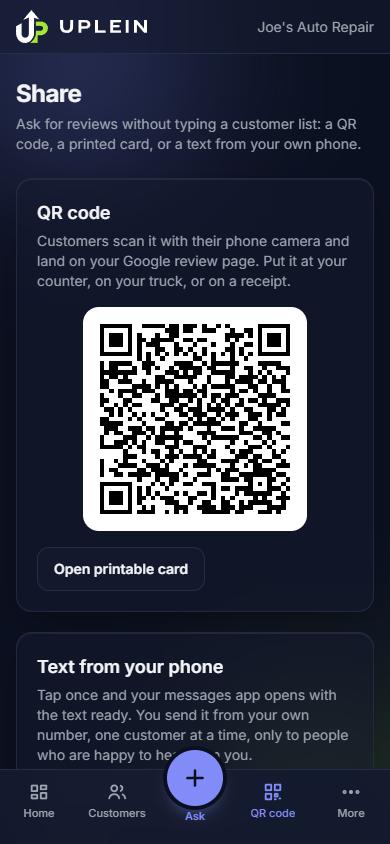 UPLEIN
Joe's Auto Repair
Share
Ask for reviews without typing a customer list: a QR
code, a printed card, or a text from your own phone.
QR code
Customers scan it with their phone camera and
land on your Google review page. Put it at your
counter, on your truck, or on a receipt.
Open printable card
Text from your phone
Tap once and your messages app opens with
the text ready. You send it from your own
number, one customer at a time, only to people
who are happy to you.
Home
Customers
Ask
QR code
More